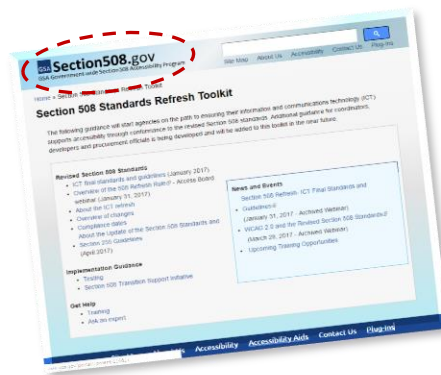 GSA Section508.gov
GSA Government-wide Section 508 Accessibility Program
Site Map About Us Accessibility Contact Us Plug-Ins
Home » Section 508 Standards Refresh Toolkit
Section 508 Standards Refresh Toolkit
The following guidance will start agencies on the path to ensuring their information and communications technology (ICT)
supports accessibility through conformance to the revised Section 508 standards. Additional guidance for coordinators,
developers and procurement officials is being developed and will be added to this toolkit in the near future.
Revised Section 508 Standards
• ICT final standards and guidelines (January 2017)
• Overview of the 508 Refresh - Access Board
webinar (January 31, 2017)
• About the ICT refresh
• Overview of changes
• Compliance dates
About the Update of the Section 508 Standards and
• Section 255 Guidelines
(April 2017)
Implementation Guidance
• Testing
• Section 508 Transition Support Initiative
Get Help
• Training
• Ask an expert
News and Events
Section 508 Refresh: ICT Final Standards and
• Guidelines
(January 31, 2017 - Archived Webinar)
• WCAG 2.0 and the Revised Section 508 Standards
(March 28, 2017 - Archived Webinar)
• Upcoming Training Opportunities
Accessibility Accessibility Aids Contact Us Plug-Ins